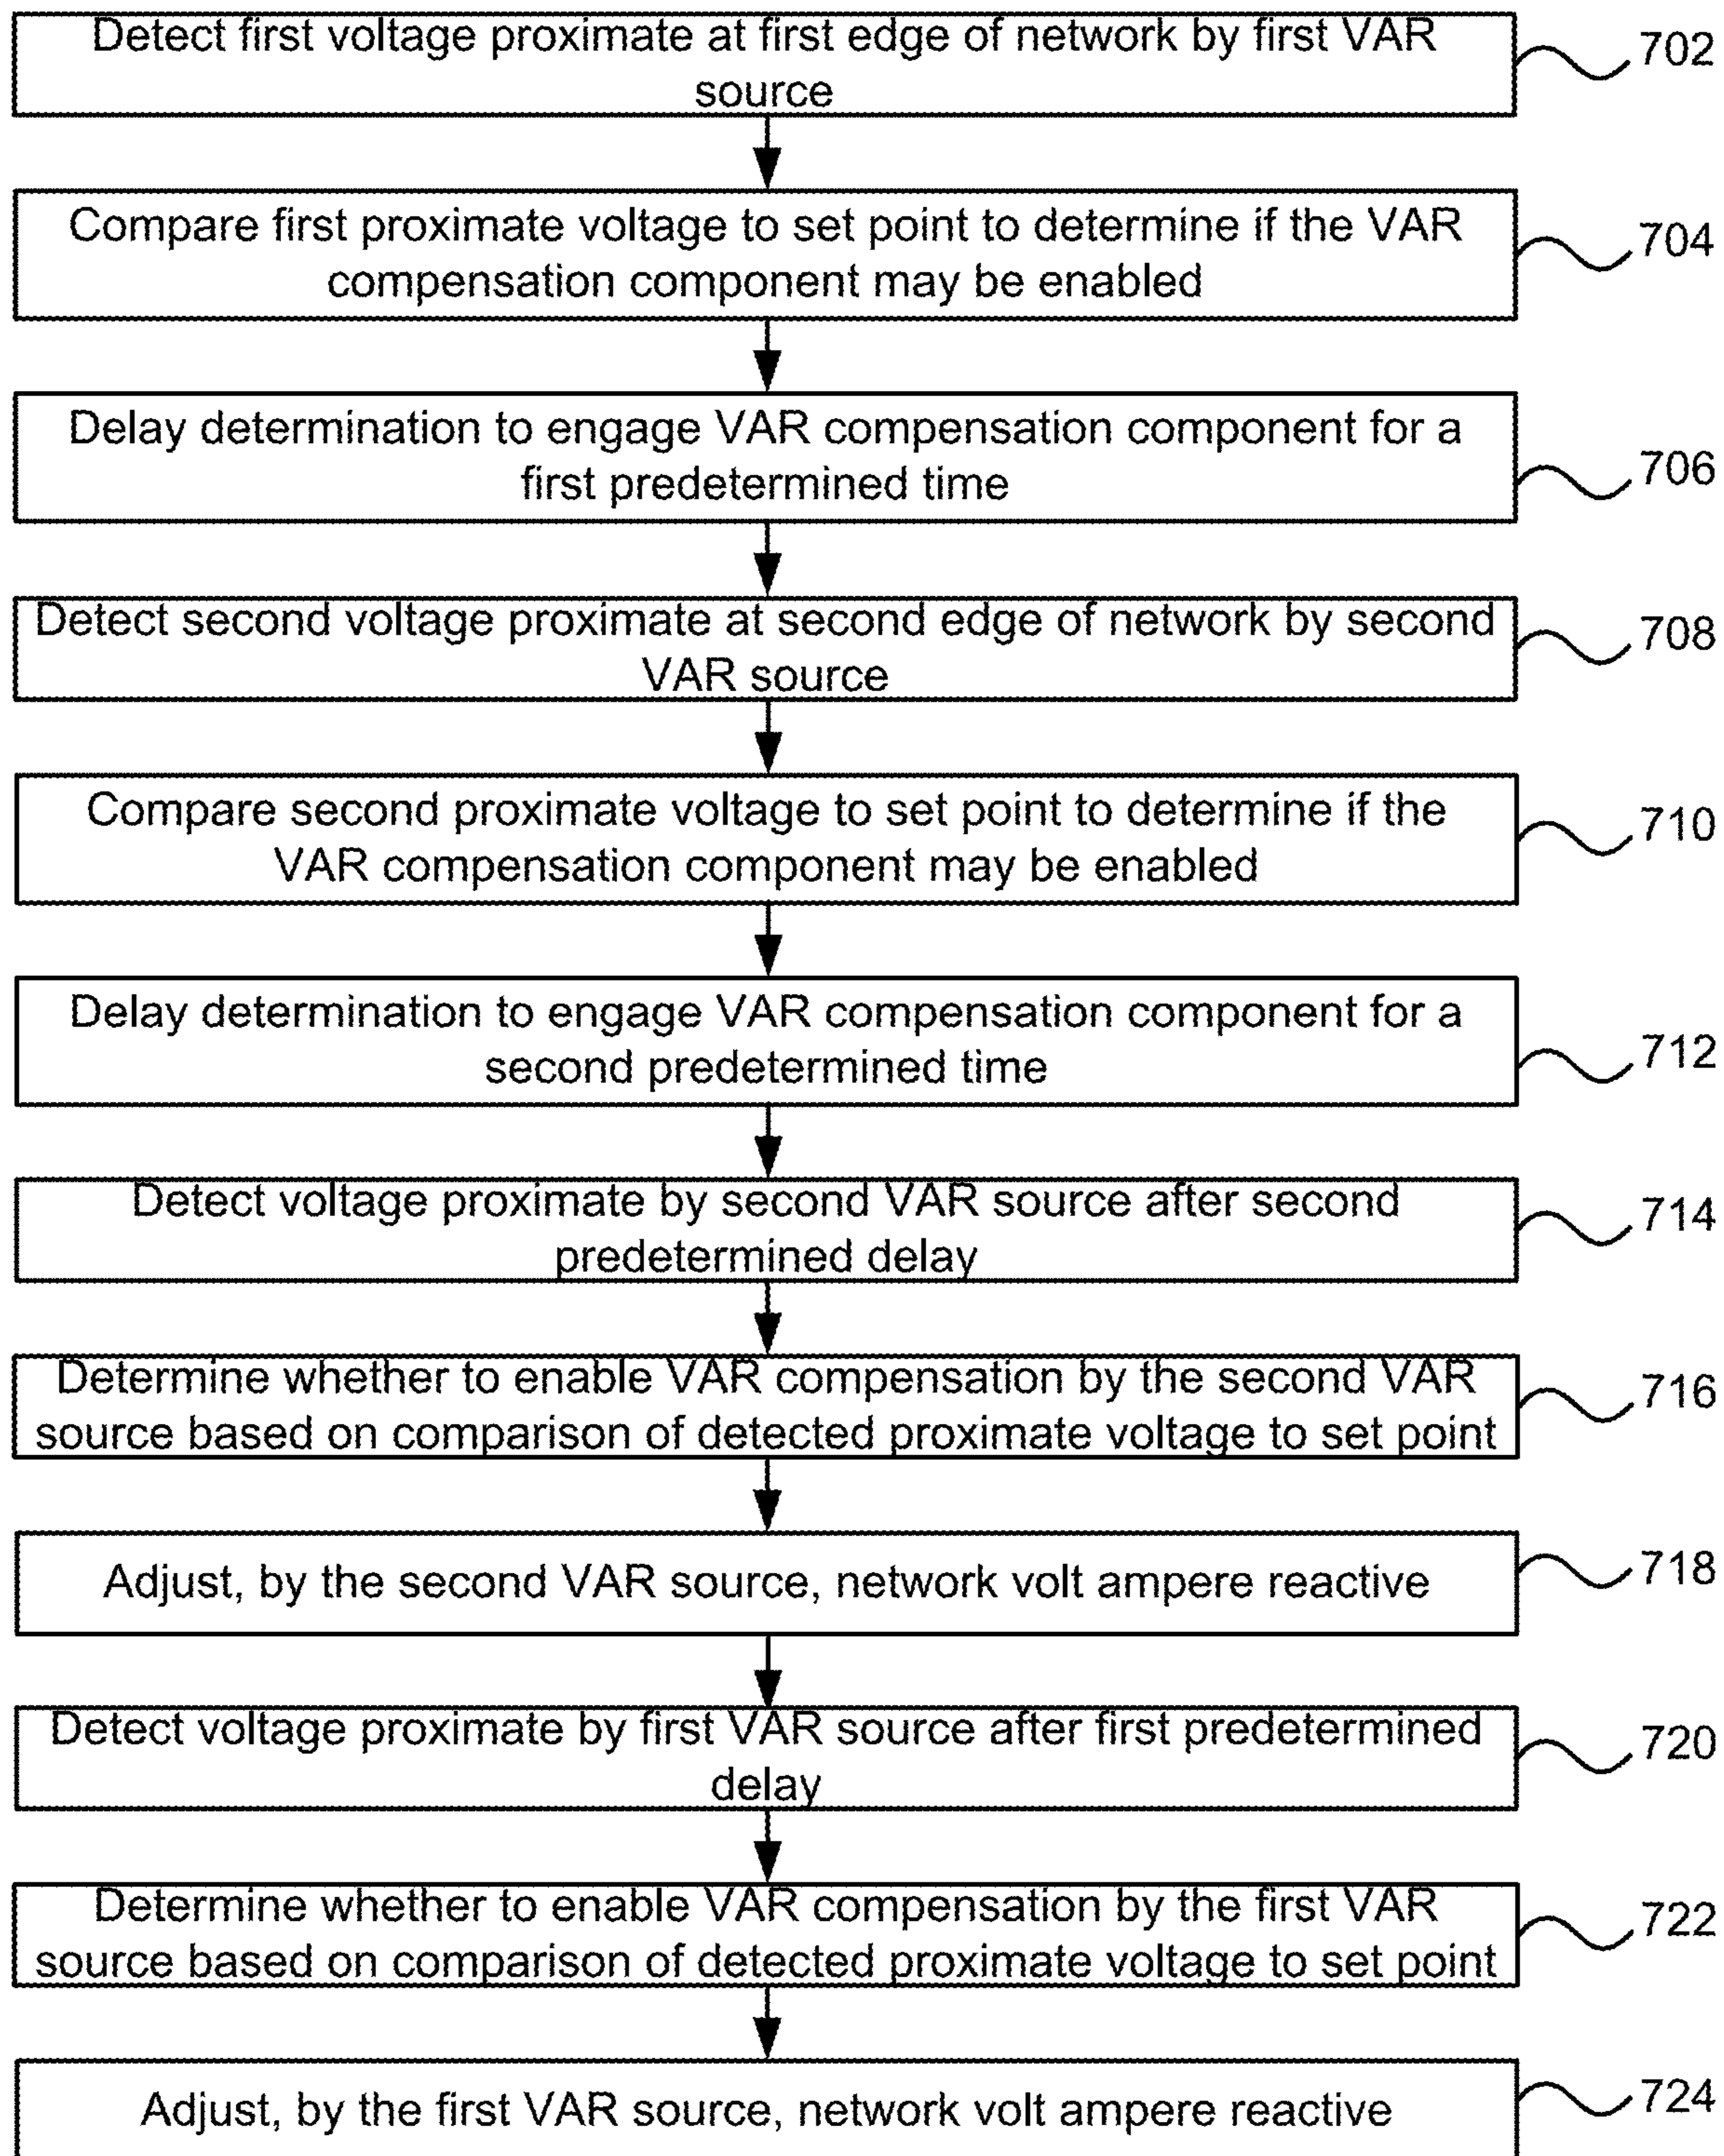 Detect first voltage proximate at first edge of network by first VAR
source
702
Compare first proximate voltage to set point to determine if the VAR
compensation component may be enabled
704
Delay determination to engage VAR compensation component for a
first predetermined time
706
Detect second voltage proximate at second edge of network by second
VAR source
708
Compare second proximate voltage to set point to determine if the
VAR compensation component may be enabled
710
Delay determination to engage VAR compensation component for a
second predetermined time
712
Detect voltage proximate by second VAR source after second
predetermined delay
714
Determine whether to enable VAR compensation by the second VAR
source based on comparison of detected proximate voltage to set point
716
Adjust, by the second VAR source, network volt ampere reactive
718
Detect voltage proximate by first VAR source after first predetermined
delay
720
Determine whether to enable VAR compensation by the first VAR
source based on comparison of detected proximate voltage to set point
722
Adjust, by the first VAR source, network volt ampere reactive
724